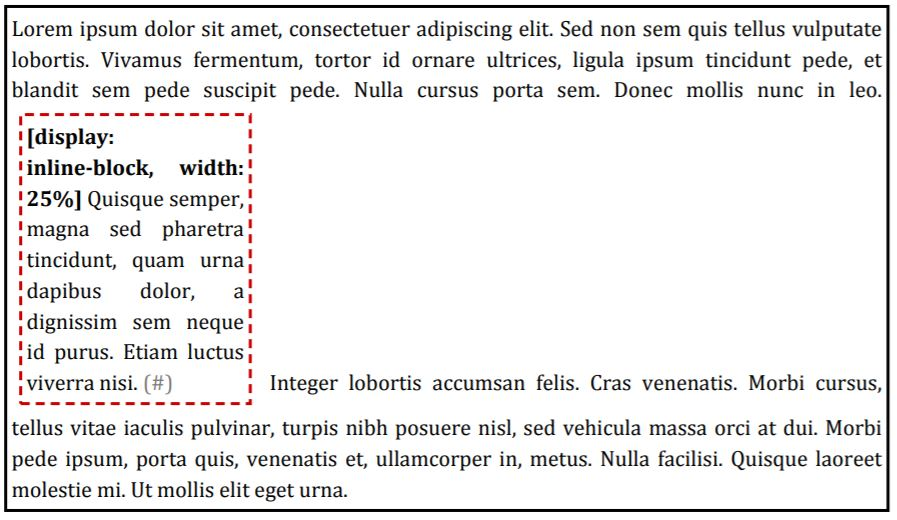 Lorem ipsum dolor sit amet, consectetuer adipiscing elit. Sed non sem quis tellus vulputate
lobortis. Vivamus fermentum, tortor id ornare ultrices, ligula ipsum tincidunt pede, et
blandit sem pede suscipit pede. Nulla cursus porta sem. Donec mollis nunc in leo.
[display:
inline-block, width:
25%] Quisque semper,
magna sed pharetra
tincidunt, quam urna
dapibus dolor, a
dignissim sem neque
id purus. Etiam luctus
viverra nisi. (#) Integer lobortis accumsan felis. Cras venenatis. Morbi cursus,
tellus vitae iaculis pulvinar, turpis nibh posuere nisl, sed vehicula massa orci at dui. Morbi
pede ipsum, porta quis, venenatis et, ullamcorper in, metus. Nulla facilisi. Quisque laoreet
molestie mi. Ut mollis elit eget urna.